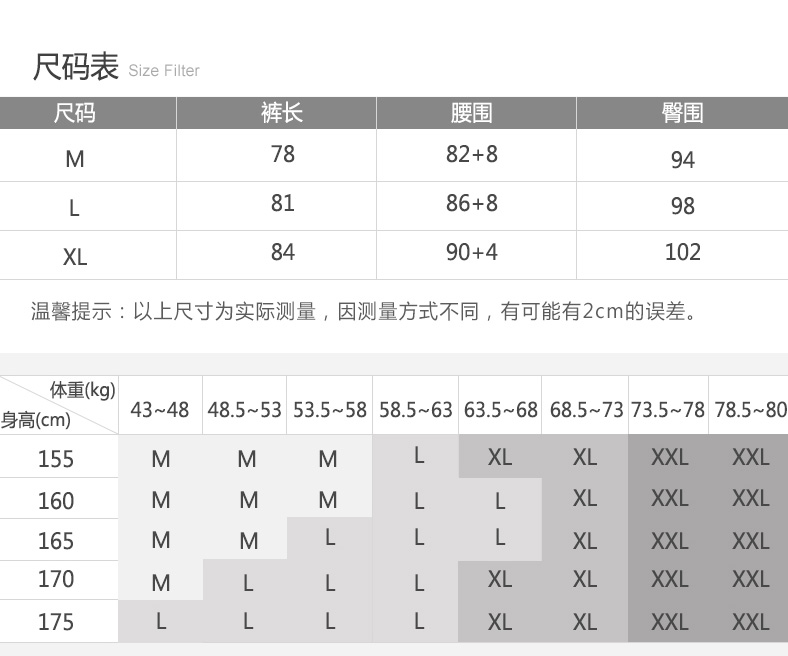 尺码表 Size Filter
尺码 裤长 腰围 臀围
M 78 82+8 94
L 81 86+8 98
XL 84 90+4 102
温馨提示：以上尺寸为实际测量，因测量方式不同，有可能有2cm的误差。
体重(kg)
身高(cm) 43~48 48.5~53 53.5~58 58.5~63 63.5~68 68.5~73 73.5~78 78.5~80
155 M M M L XL XL XXL XXL
160 M M M L L XL XXL XXL
165 M M L L L XL XXL XXL
170 M L L L XL XL XXL XXL
175 L L L L XL XL XXL XXL